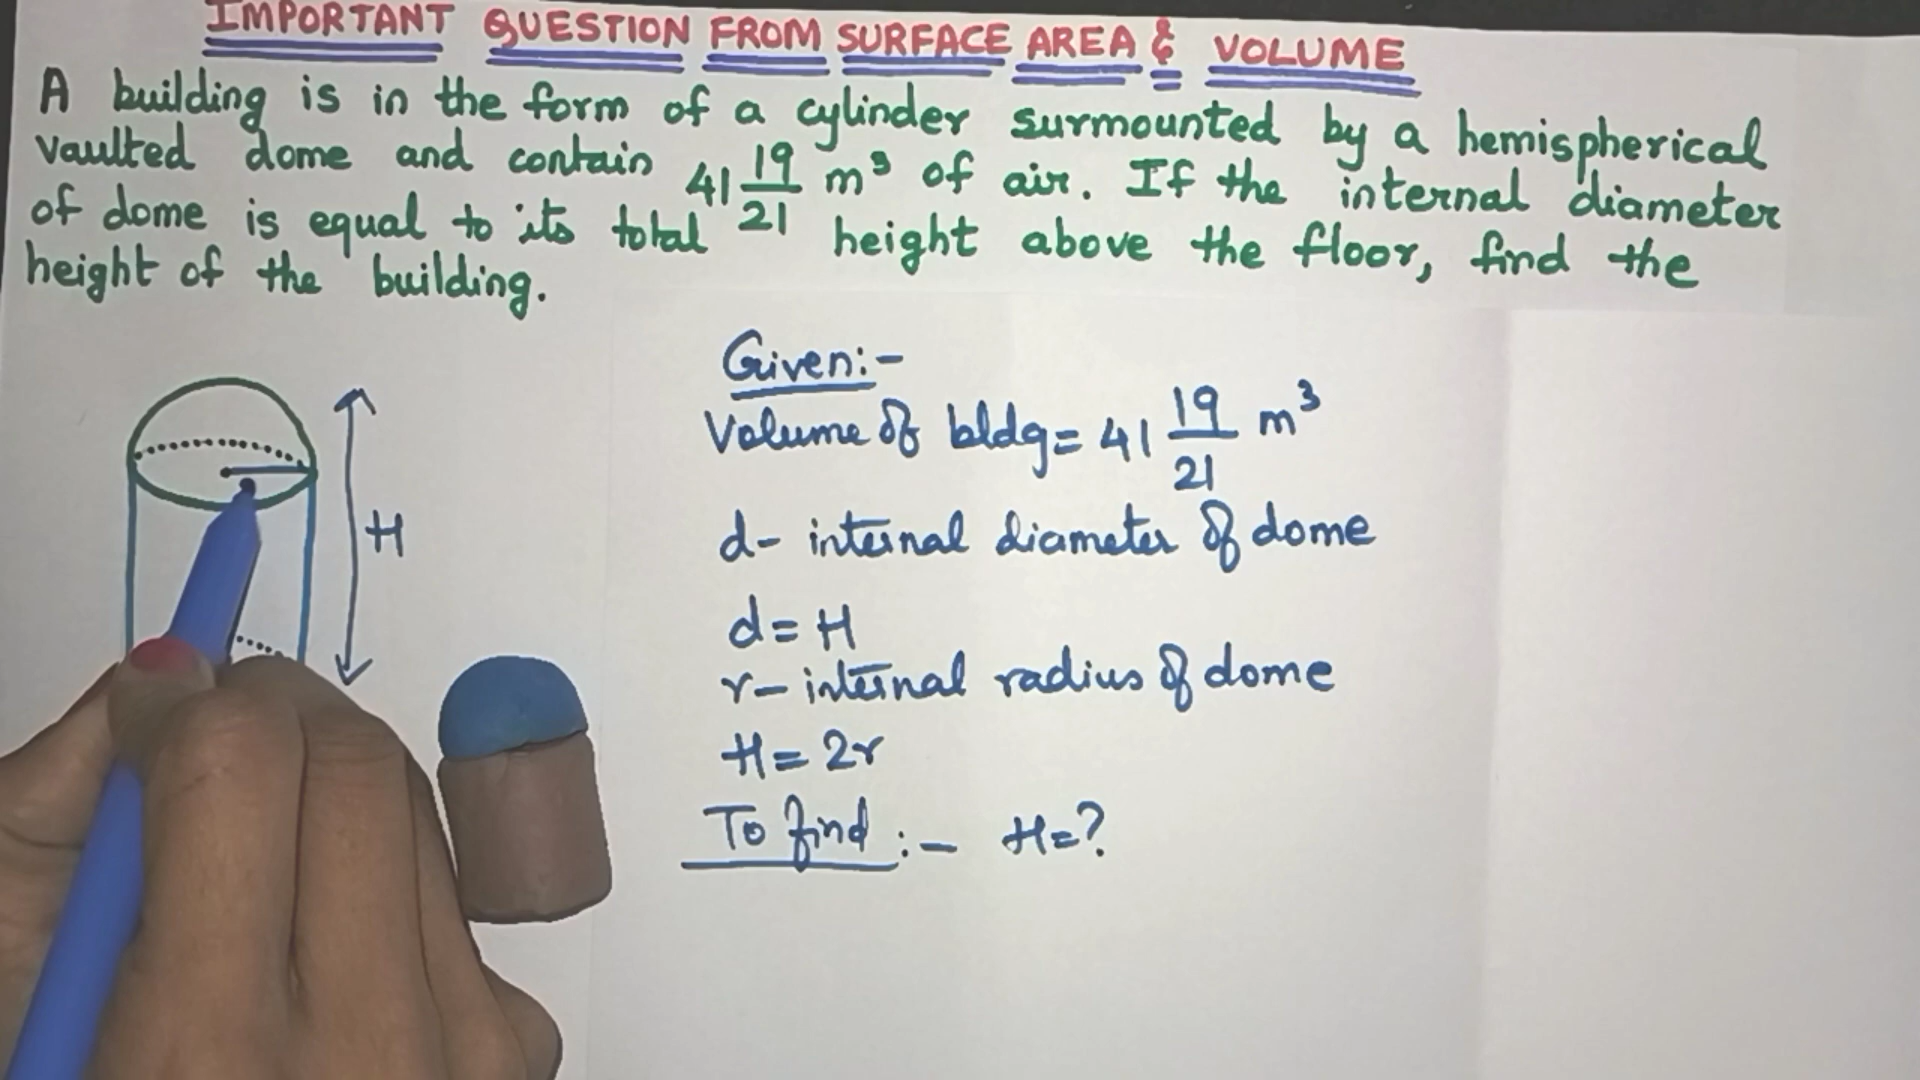 IMPORTANT QUESTION FROM SURFACE AREA & VOLUME
A building is in the form of a cylinder surmounted by a hemispherical
vaulted dome and contain 41 19/21 m³ of air. If the internal diameter
of dome is equal to its total height above the floor, find the
height of the building.
Given:-
Volume of bldg = 41 19/21 m³
d- internal diameter of dome
H
d = H
r- internal radius of dome
H = 2r
To find :- H=?